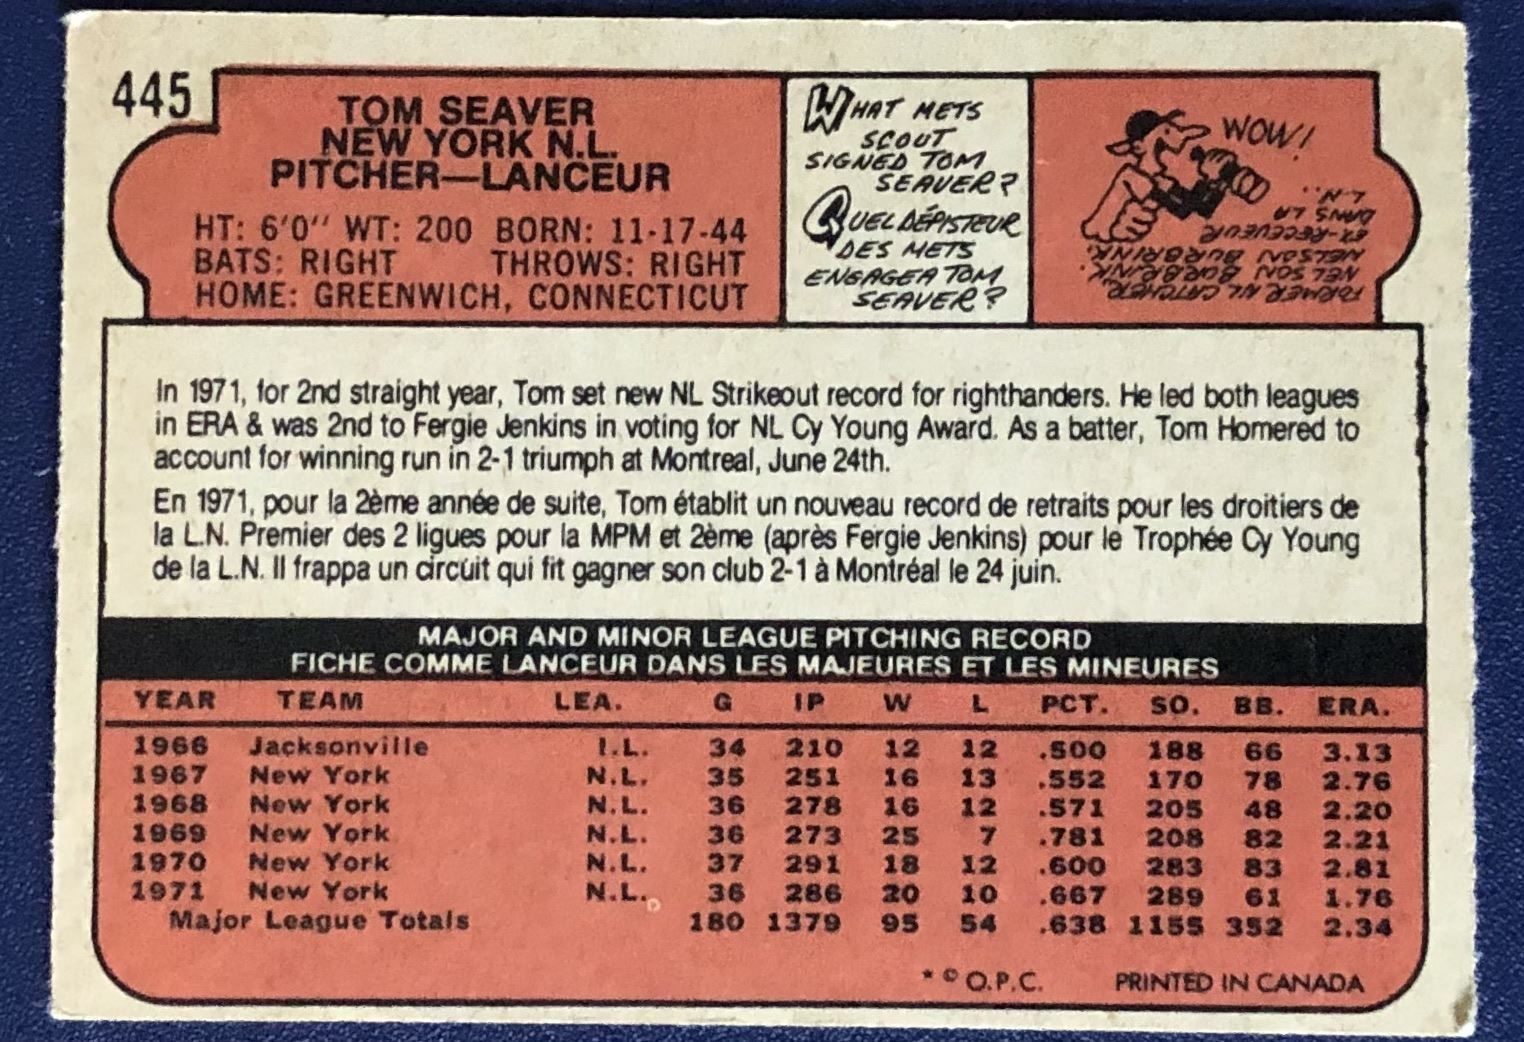 445
TOM SEAVER
NEW YORK N.L.
PITCHER—LANCEUR
HT: 6'0" WT: 200 BORN: 11-17-44
BATS: RIGHT THROWS: RIGHT
HOME: GREENWICH, CONNECTICUT
WHAT METS
SCOUT
SIGNED TOM
SEAVER?
QUEL DÉPISTEUR
DES METS
ENGAGEA TOM
SEAVER?
WOW!
FORMER NL CATCHER
NELSON BURBRINK.
NELSON BURBRINK,
EX-RECEVEUR
DANS LA
L.N..
In 1971, for 2nd straight year, Tom set new NL Strikeout record for righthanders. He led both leagues
in ERA & was 2nd to Fergie Jenkins in voting for NL Cy Young Award. As a batter, Tom Homered to
account for winning run in 2-1 triumph at Montreal, June 24th.
En 1971, pour la 2ème année de suite, Tom établit un nouveau record de retraits pour les droitiers de
la L.N. Premier des 2 ligues pour la MPM et 2ème (après Fergie Jenkins) pour le Trophée Cy Young
de la L.N. Il frappa un circuit qui fit gagner son club 2-1 à Montréal le 24 juin.
MAJOR AND MINOR LEAGUE PITCHING RECORD
FICHE COMME LANCEUR DANS LES MAJEURES ET LES MINEURES
YEAR TEAM LEA. G IP W L PCT. SO. BB. ERA.
1966 Jacksonville I.L. 34 210 12 12 .500 188 66 3.13
1967 New York N.L. 35 251 16 13 .552 170 78 2.76
1968 New York N.L. 36 278 16 12 .571 205 48 2.20
1969 New York N.L. 36 273 25 7 .781 208 82 2.21
1970 New York N.L. 37 291 18 12 .600 283 83 2.81
1971 New York N.L. 36 286 20 10 .667 289 61 1.76
Major League Totals 180 1379 95 54 .638 1155 352 2.34
* © O.P.C. PRINTED IN CANADA